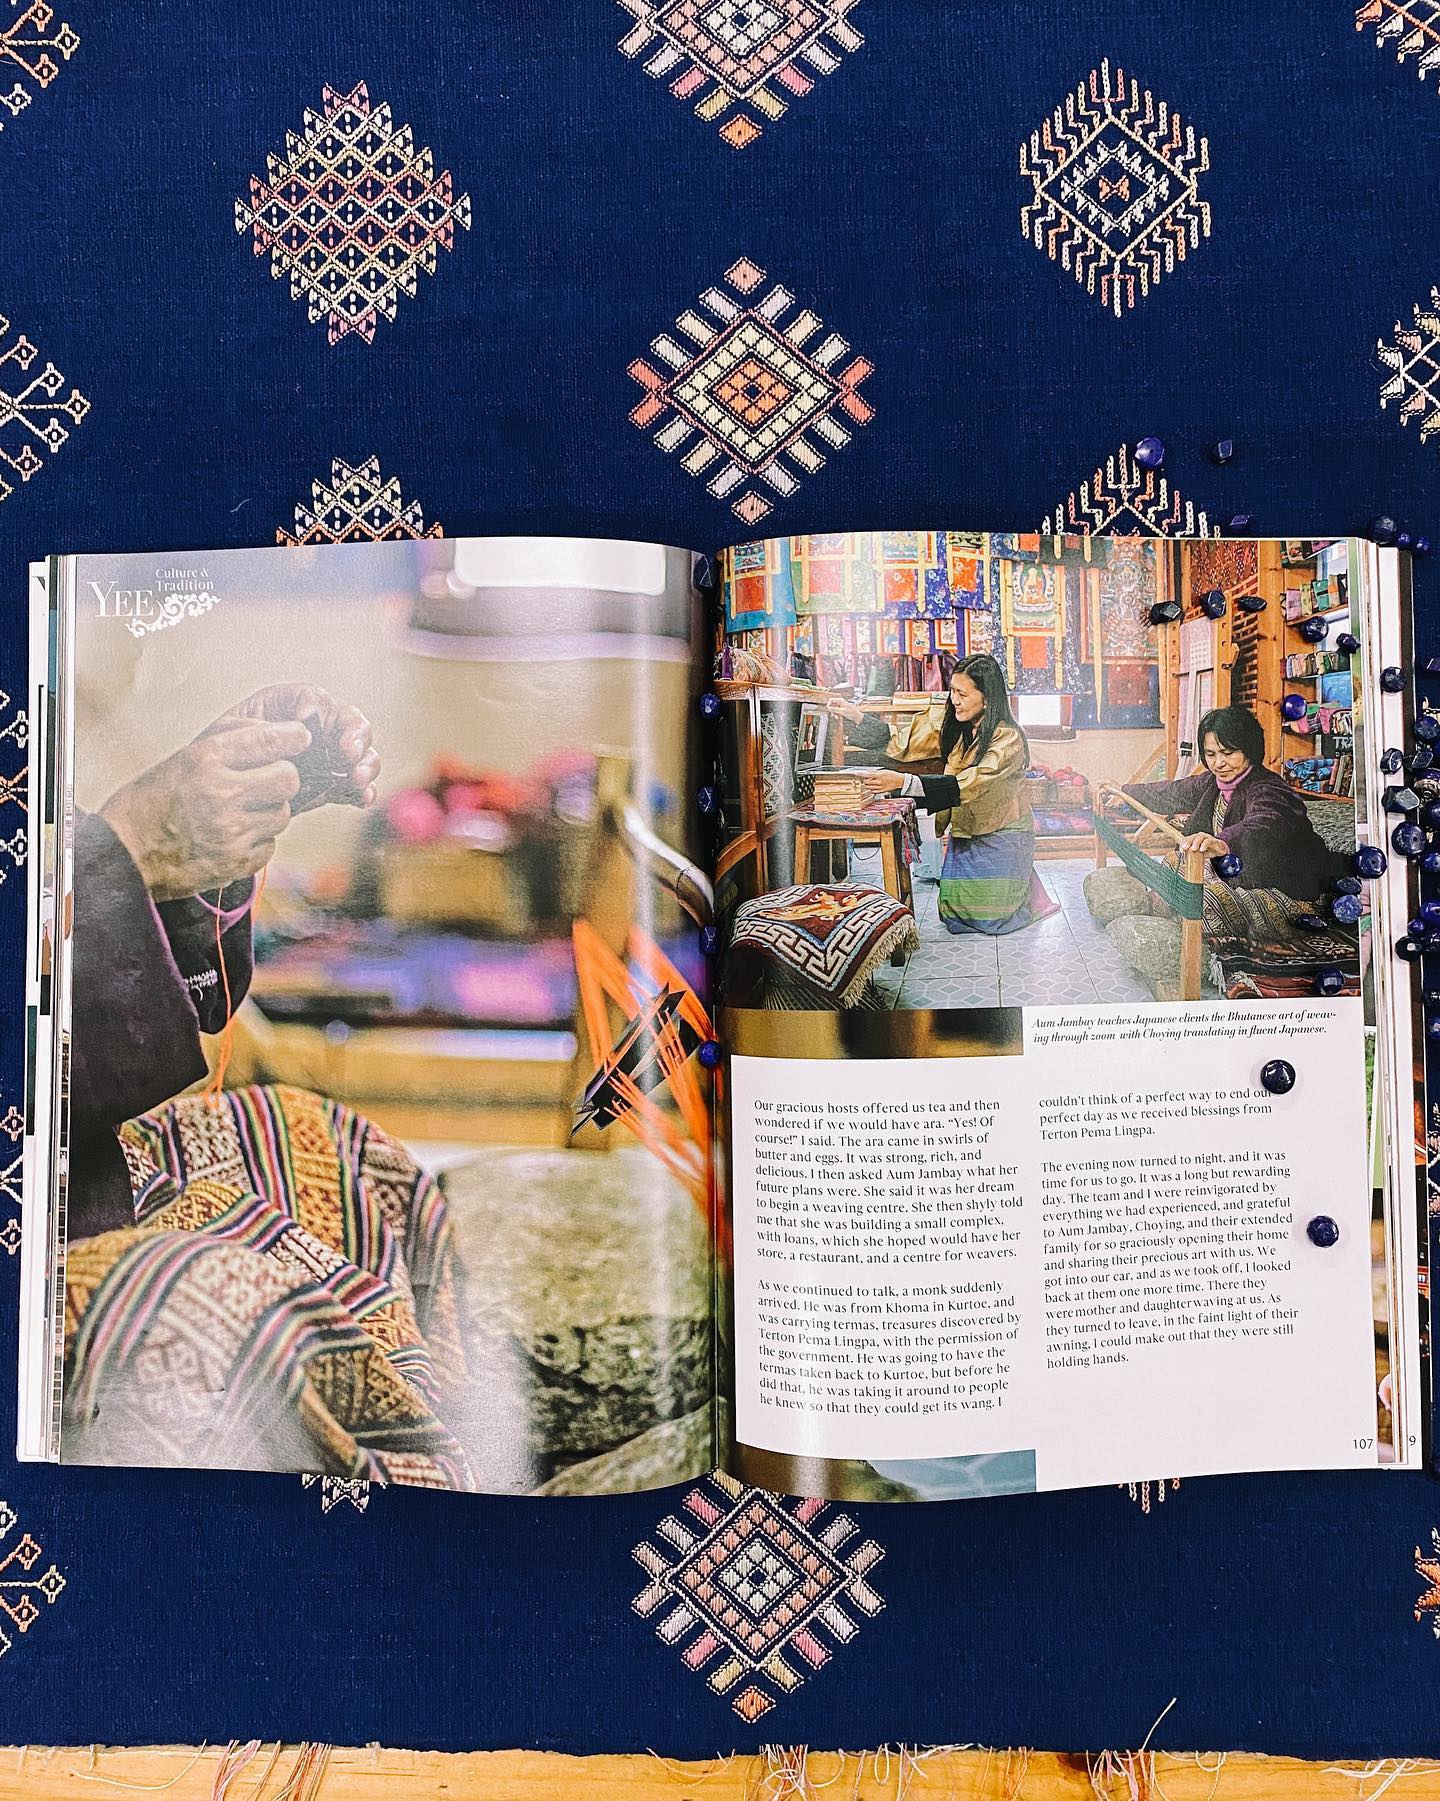 Culture &
Tradition
YEE
Aum Jambay teaches Japanese clients the Bhutanese art of weav-
ing through zoom with Choying translating in fluent Japanese.
Our gracious hosts offered us tea and then
wondered if we would have ara. “Yes! Of
course!” I said. The ara came in swirls of
butter and eggs. It was strong, rich, and
delicious. I then asked Aum Jambay what her
future plans were. She said it was her dream
to begin a weaving centre. She then shyly told
me that she was building a small complex,
with loans, which she hoped would have her
store, a restaurant, and a centre for weavers.
As we continued to talk, a monk suddenly
arrived. He was from Khoma in Kurtoe, and
was carrying termas, treasures discovered by
Terton Pema Lingpa, with the permission of
the government. He was going to have the
termas taken back to Kurtoe, but before he
did that, he was taking it around to people
he knew so that they could get its wang. I
couldn't think of a perfect way to end our
perfect day as we received blessings from
Terton Pema Lingpa.
The evening now turned to night, and it was
time for us to go. It was a long but rewarding
day. The team and I were reinvigorated by
everything we had experienced, and grateful
to Aum Jambay, Choying, and their extended
family for so graciously opening their home
and sharing their precious art with us. We
got into our car, and as we took off, I looked
back at them one more time. There they
were mother and daughter waving at us. As
they turned to leave, in the faint light of their
awning, I could make out that they were still
holding hands.
107
9